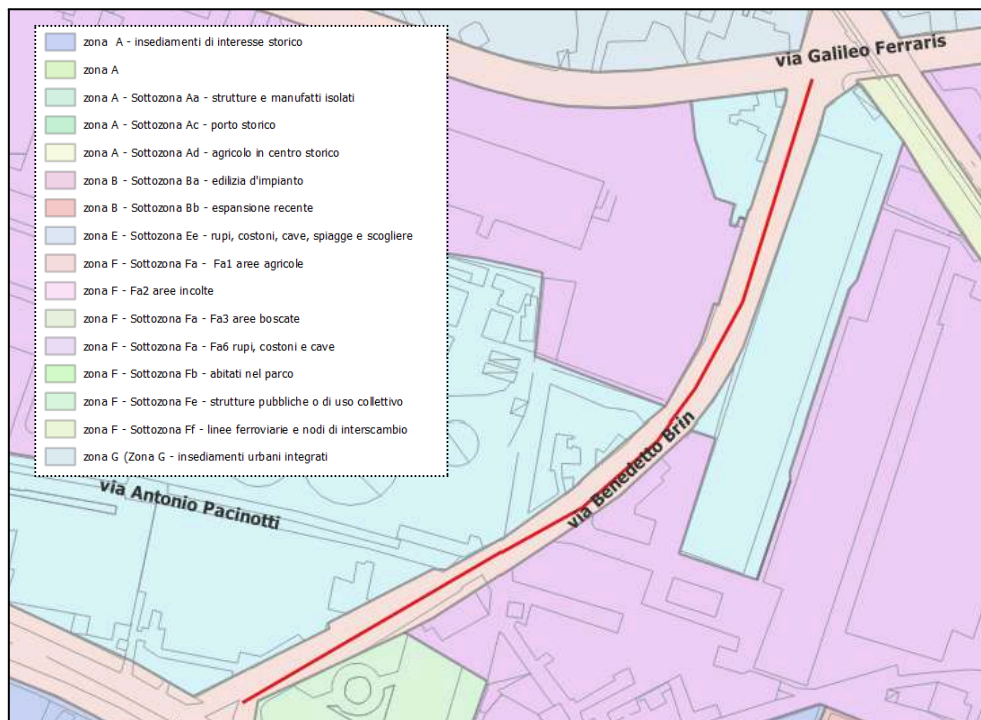 zona A - insediamenti di interesse storico
zona A
zona A - Sottozona Aa - strutture e manufatti isolati
zona A - Sottozona Ac - porto storico
zona A - Sottozona Ad - agricolo in centro storico
zona B - Sottozona Ba - edilizia d'impianto
zona B - Sottozona Bb - espansione recente
zona E - Sottozona Ee - rupi, costoni, cave, spiagge e scogliere
zona F - Sottozona Fa - Fa1 aree agricole
zona F - Fa2 aree incolte
zona F - Sottozona Fa - Fa3 aree boscate
zona F - Sottozona Fa - Fa6 rupi, costoni e cave
zona F - Sottozona Fb - abitati nel parco
zona F - Sottozona Fe - strutture pubbliche o di uso collettivo
zona F - Sottozona Ff - linee ferroviarie e nodi di interscambio
zona G (Zona G - insediamenti urbani integrati
via Galileo Ferraris
via Benedetto Brin
via Antonio Pacinotti